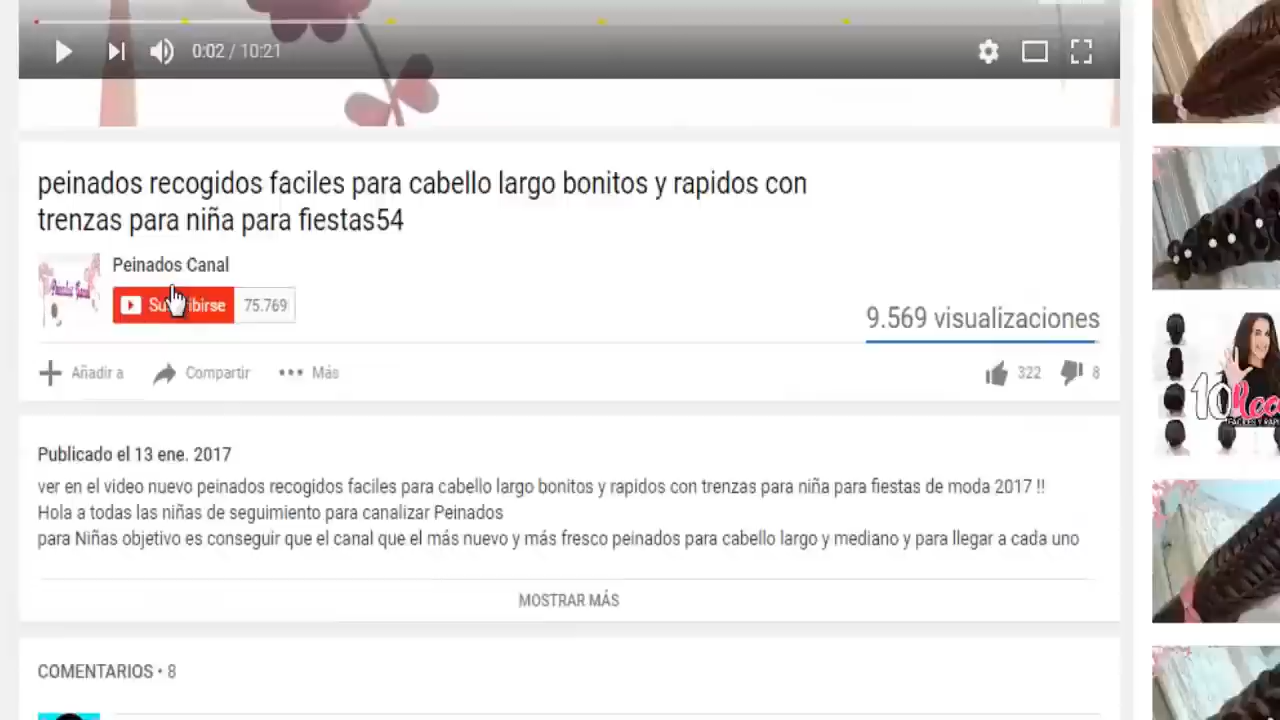 0:02 / 10:21
peinados recogidos faciles para cabello largo bonitos y rapidos con
trenzas para niña para fiestas54
Peinados Canal
Suscribirse 75.769
9.569 visualizaciones
Añadir a Compartir Más 322 8
Publicado el 13 ene. 2017
ver en el video nuevo peinados recogidos faciles para cabello largo bonitos y rapidos con trenzas para niña para fiestas de moda 2017 !!
Hola a todas las niñas de seguimiento para canalizar Peinados
para Niñas objetivo es conseguir que el canal que el más nuevo y más fresco peinados para cabello largo y mediano y para llegar a cada uno
MOSTRAR MÁS
COMENTARIOS • 8
10